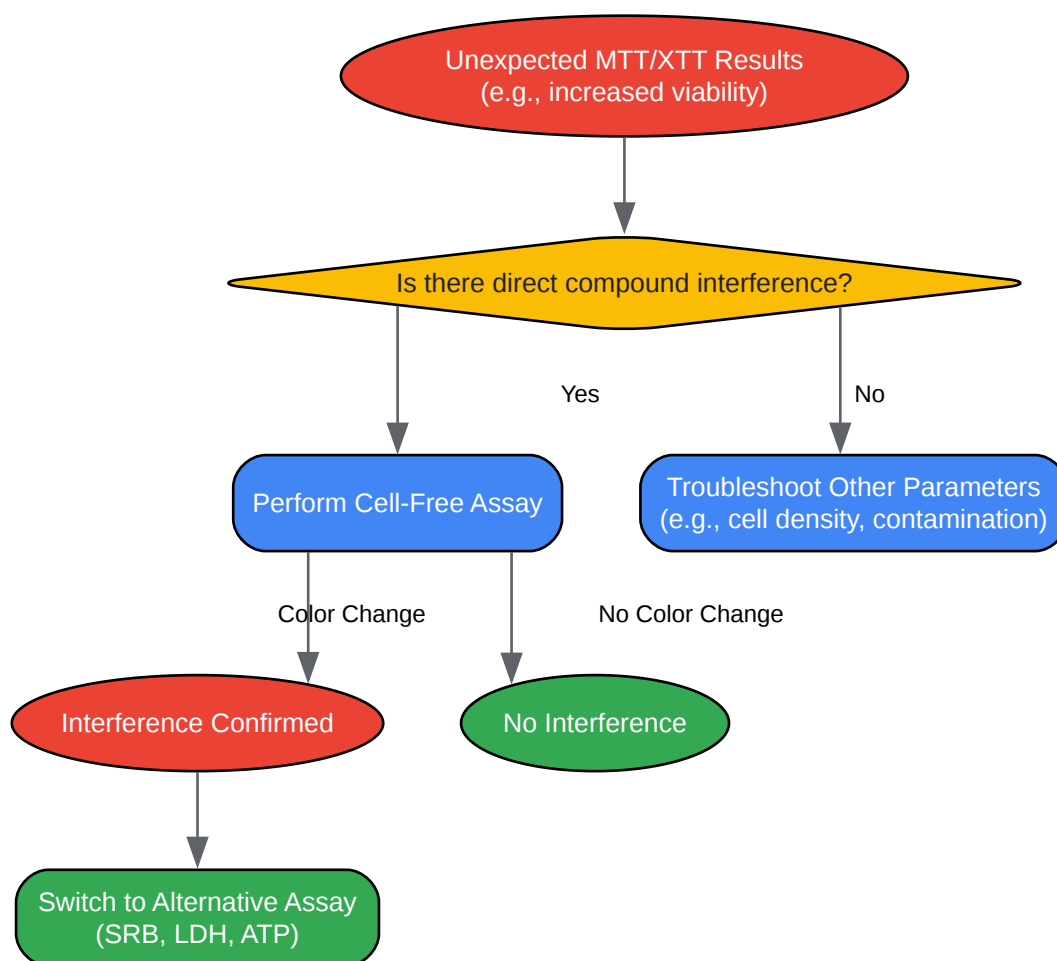 Unexpected MTT/XTT Results
(e.g., increased viability)
Is there direct compound interference?
Yes
No
Perform Cell-Free Assay
Troubleshoot Other Parameters
(e.g., cell density, contamination)
Color Change
No Color Change
Interference Confirmed
No Interference
Switch to Alternative Assay
(SRB, LDH, ATP)